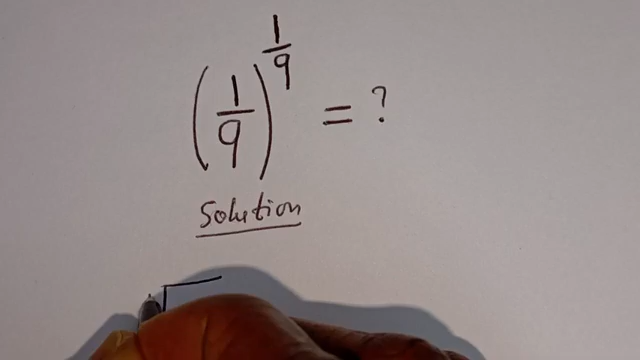 (1/9)^(1/9) = ?
Solution